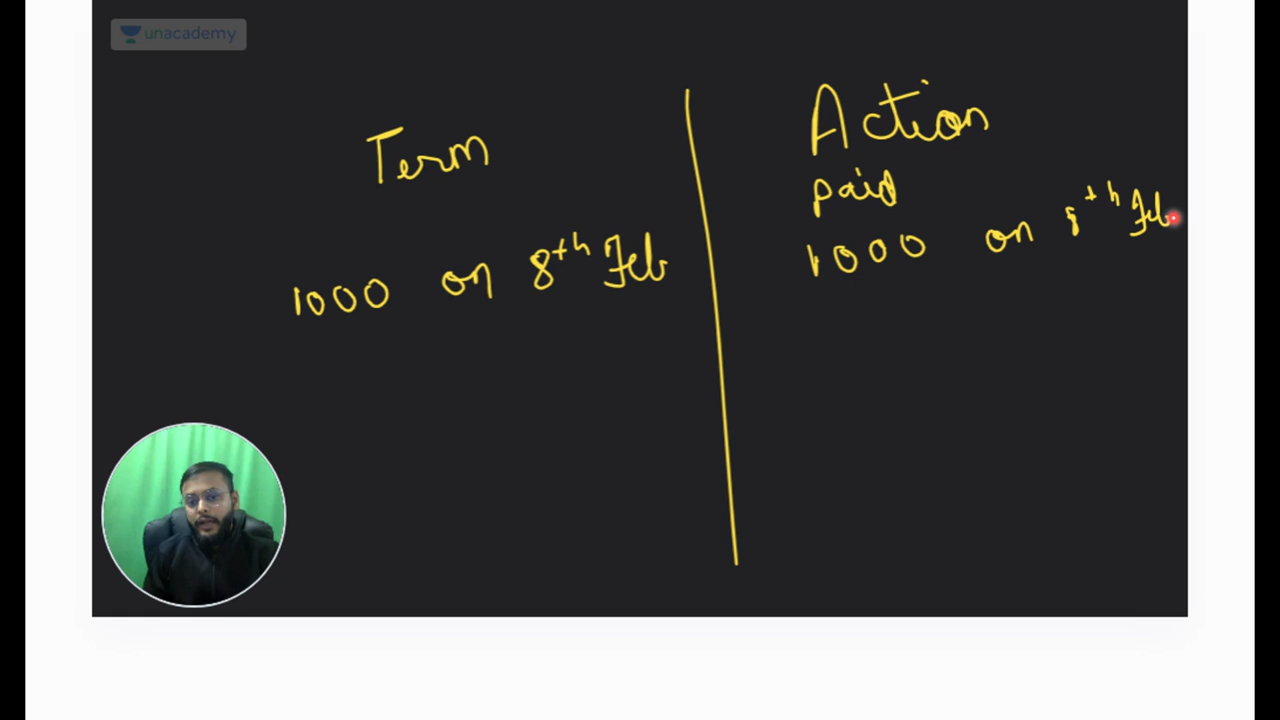 unacademy
Term
1000 on 8th Feb
Action
paid
1000 on 8th Feb